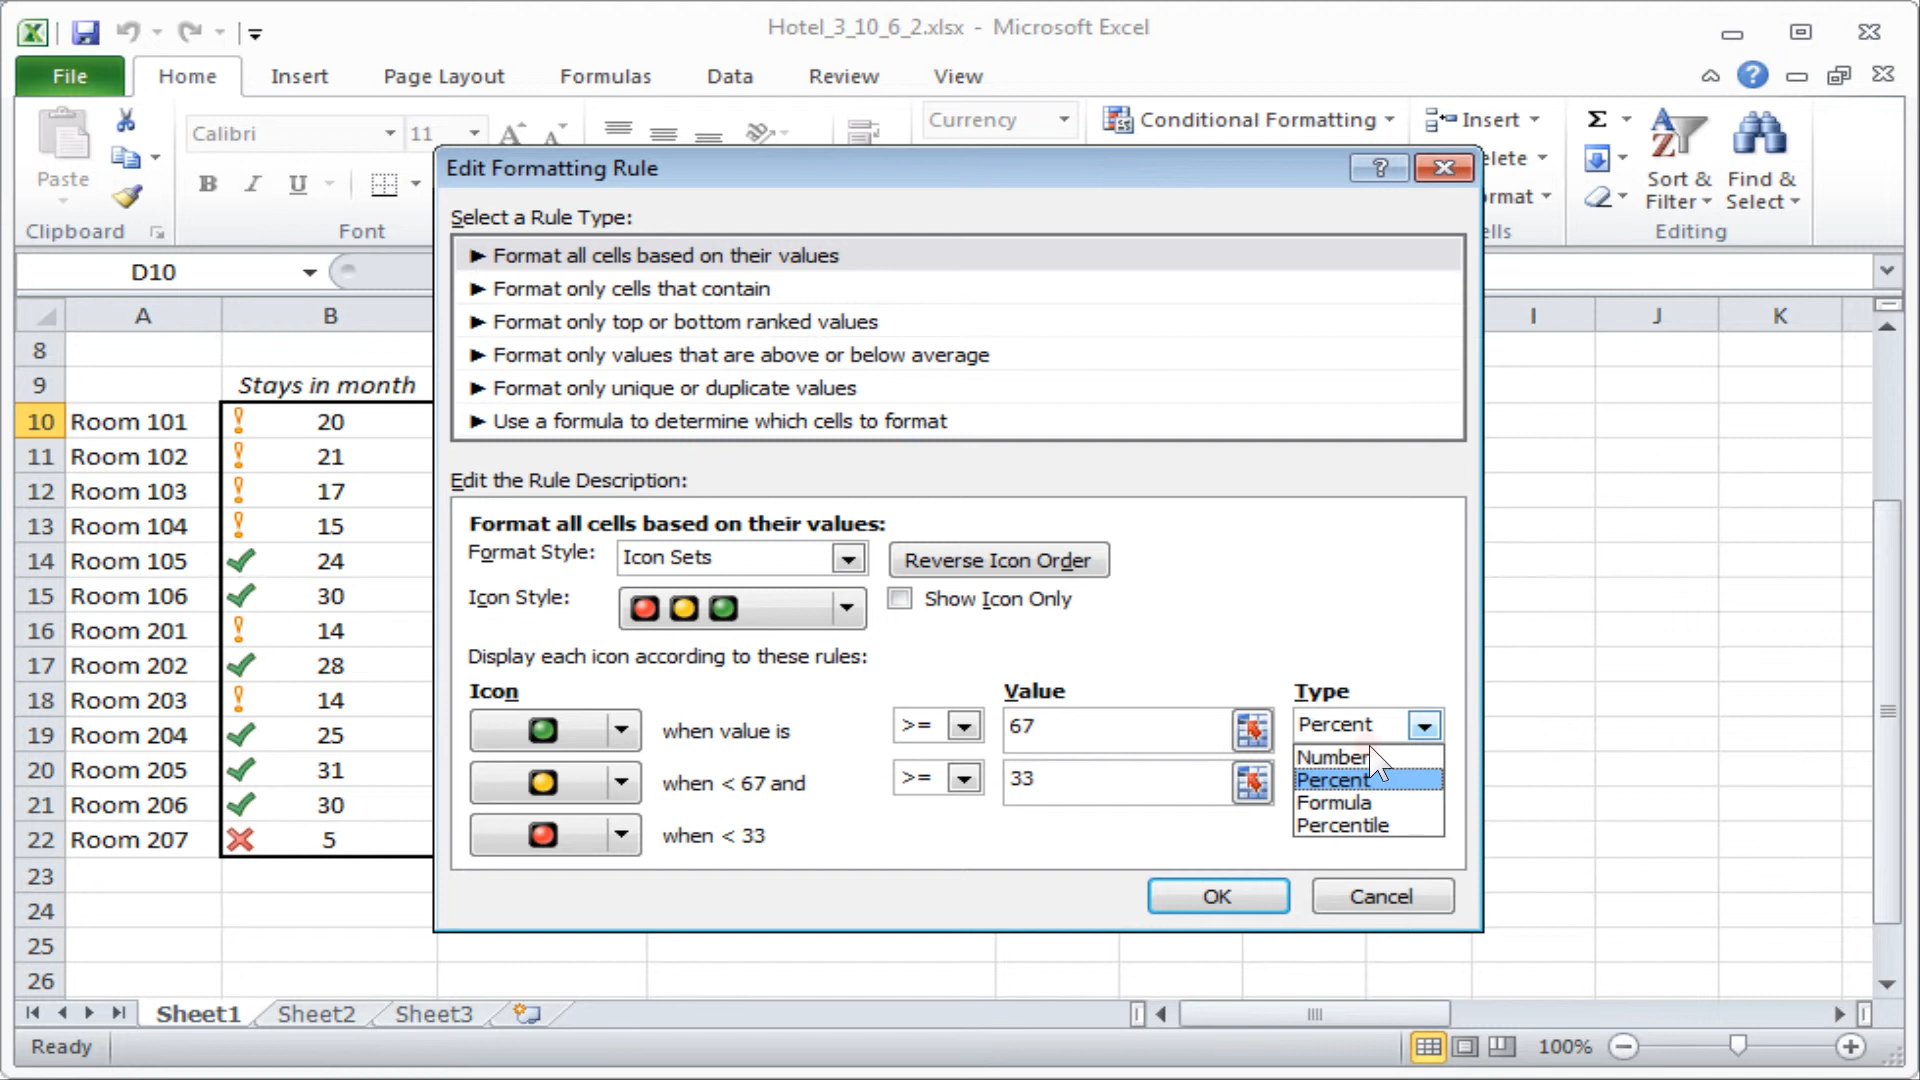 Hotel_3_10_6_2.xlsx - Microsoft Excel
File Home Insert Page Layout Formulas Data Review View
Calibri 11 Currency Conditional Formatting Insert
Paste
B I U
elete
rmat
Σ
Sort & Filter
Find & Select
Clipboard Font ells Editing
D10
A B I J K
8
9 Stays in month
10 Room 101 20
11 Room 102 21
12 Room 103 17
13 Room 104 15
14 Room 105 24
15 Room 106 30
16 Room 201 14
17 Room 202 28
18 Room 203 14
19 Room 204 25
20 Room 205 31
21 Room 206 30
22 Room 207 5
23
24
25
26
Edit Formatting Rule
Select a Rule Type:
► Format all cells based on their values
► Format only cells that contain
► Format only top or bottom ranked values
► Format only values that are above or below average
► Format only unique or duplicate values
► Use a formula to determine which cells to format
Edit the Rule Description:
Format all cells based on their values:
Format Style: Icon Sets Reverse Icon Order
Icon Style: Show Icon Only
Display each icon according to these rules:
Icon Value Type
when value is >= 67 Percent
when < 67 and >= 33
when < 33
Number
Percent
Formula
Percentile
OK Cancel
Sheet1 Sheet2 Sheet3
Ready 100%